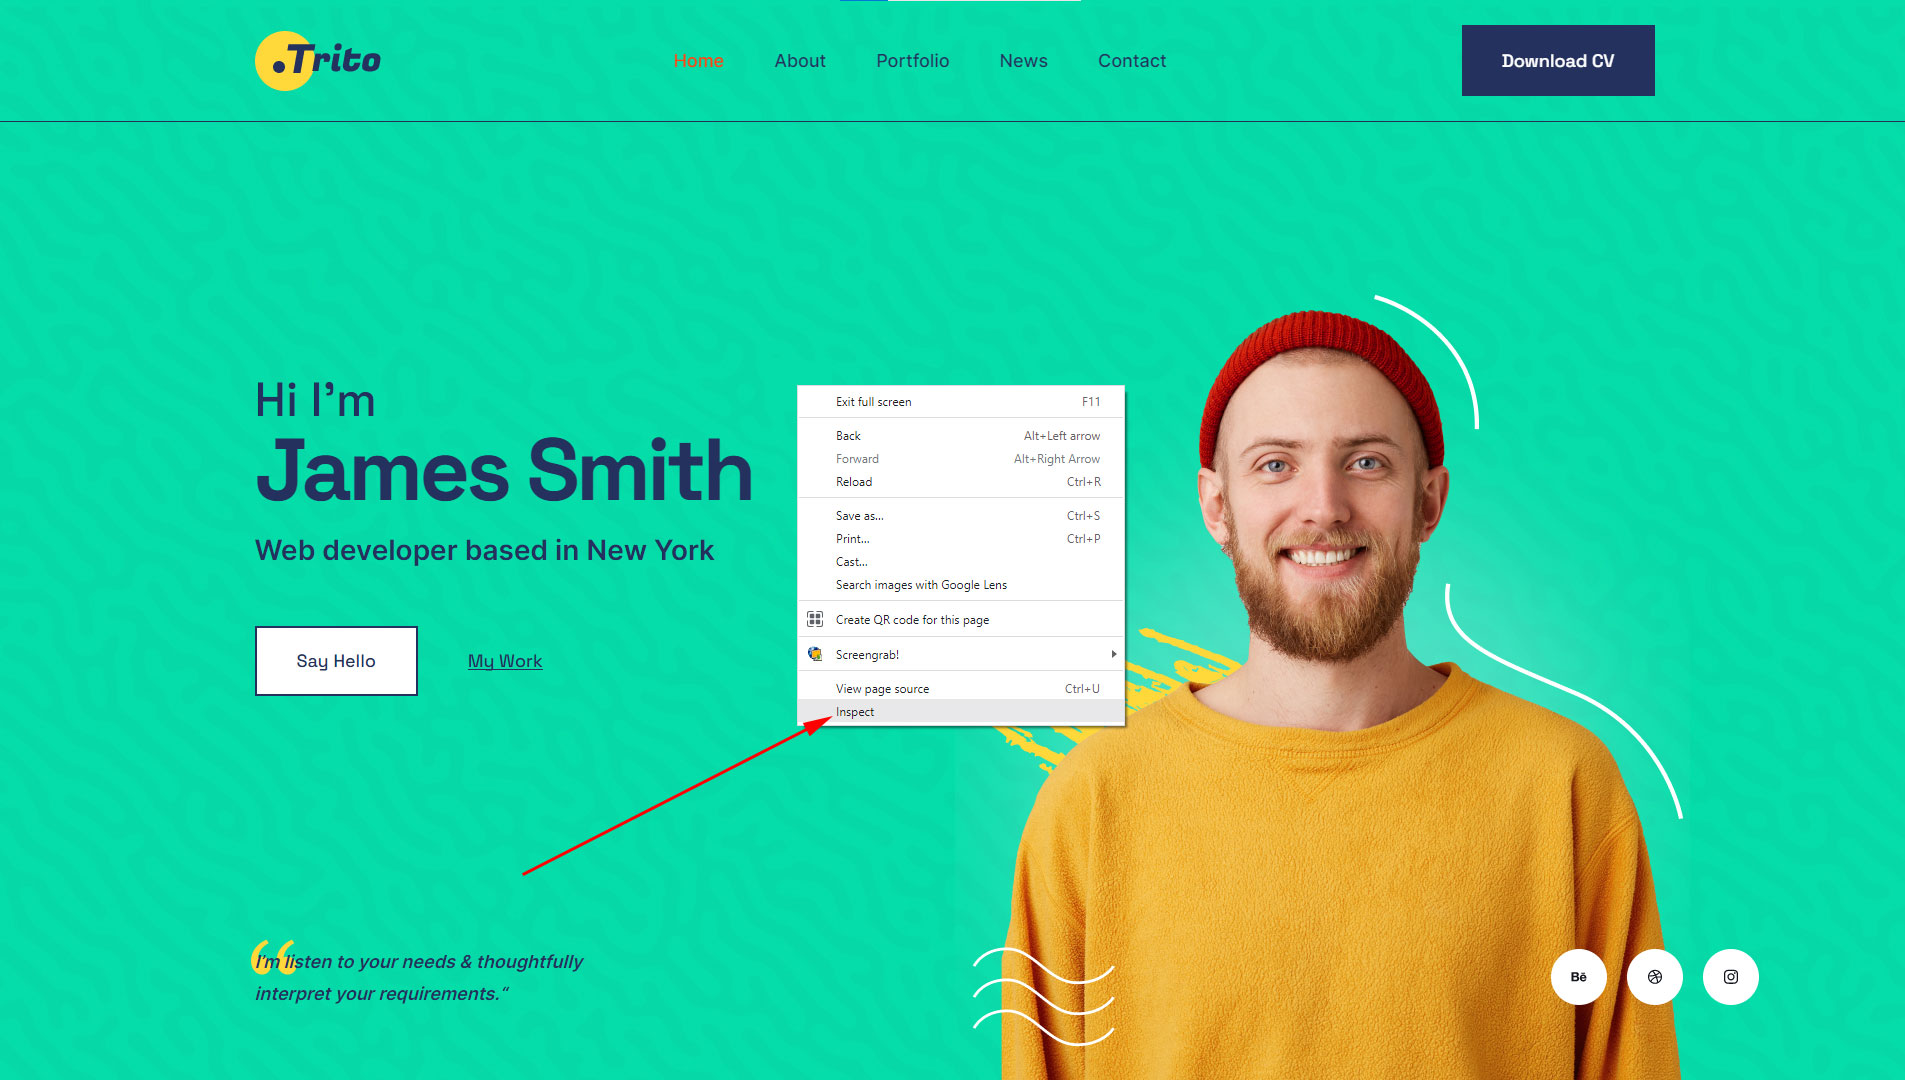 .Trito
Home About Portfolio News Contact
Download CV
Hi I'm
James Smith
Web developer based in New York
Say Hello My Work
Exit full screen F11
Back Alt+Left arrow
Forward Alt+Right Arrow
Reload Ctrl+R
Save as... Ctrl+S
Print... Ctrl+P
Cast...
Search images with Google Lens
Create QR code for this page
Screengrab!
View page source Ctrl+U
Inspect
“
I'm listen to your needs & thoughtfully
interpret your requirements.“
Bē